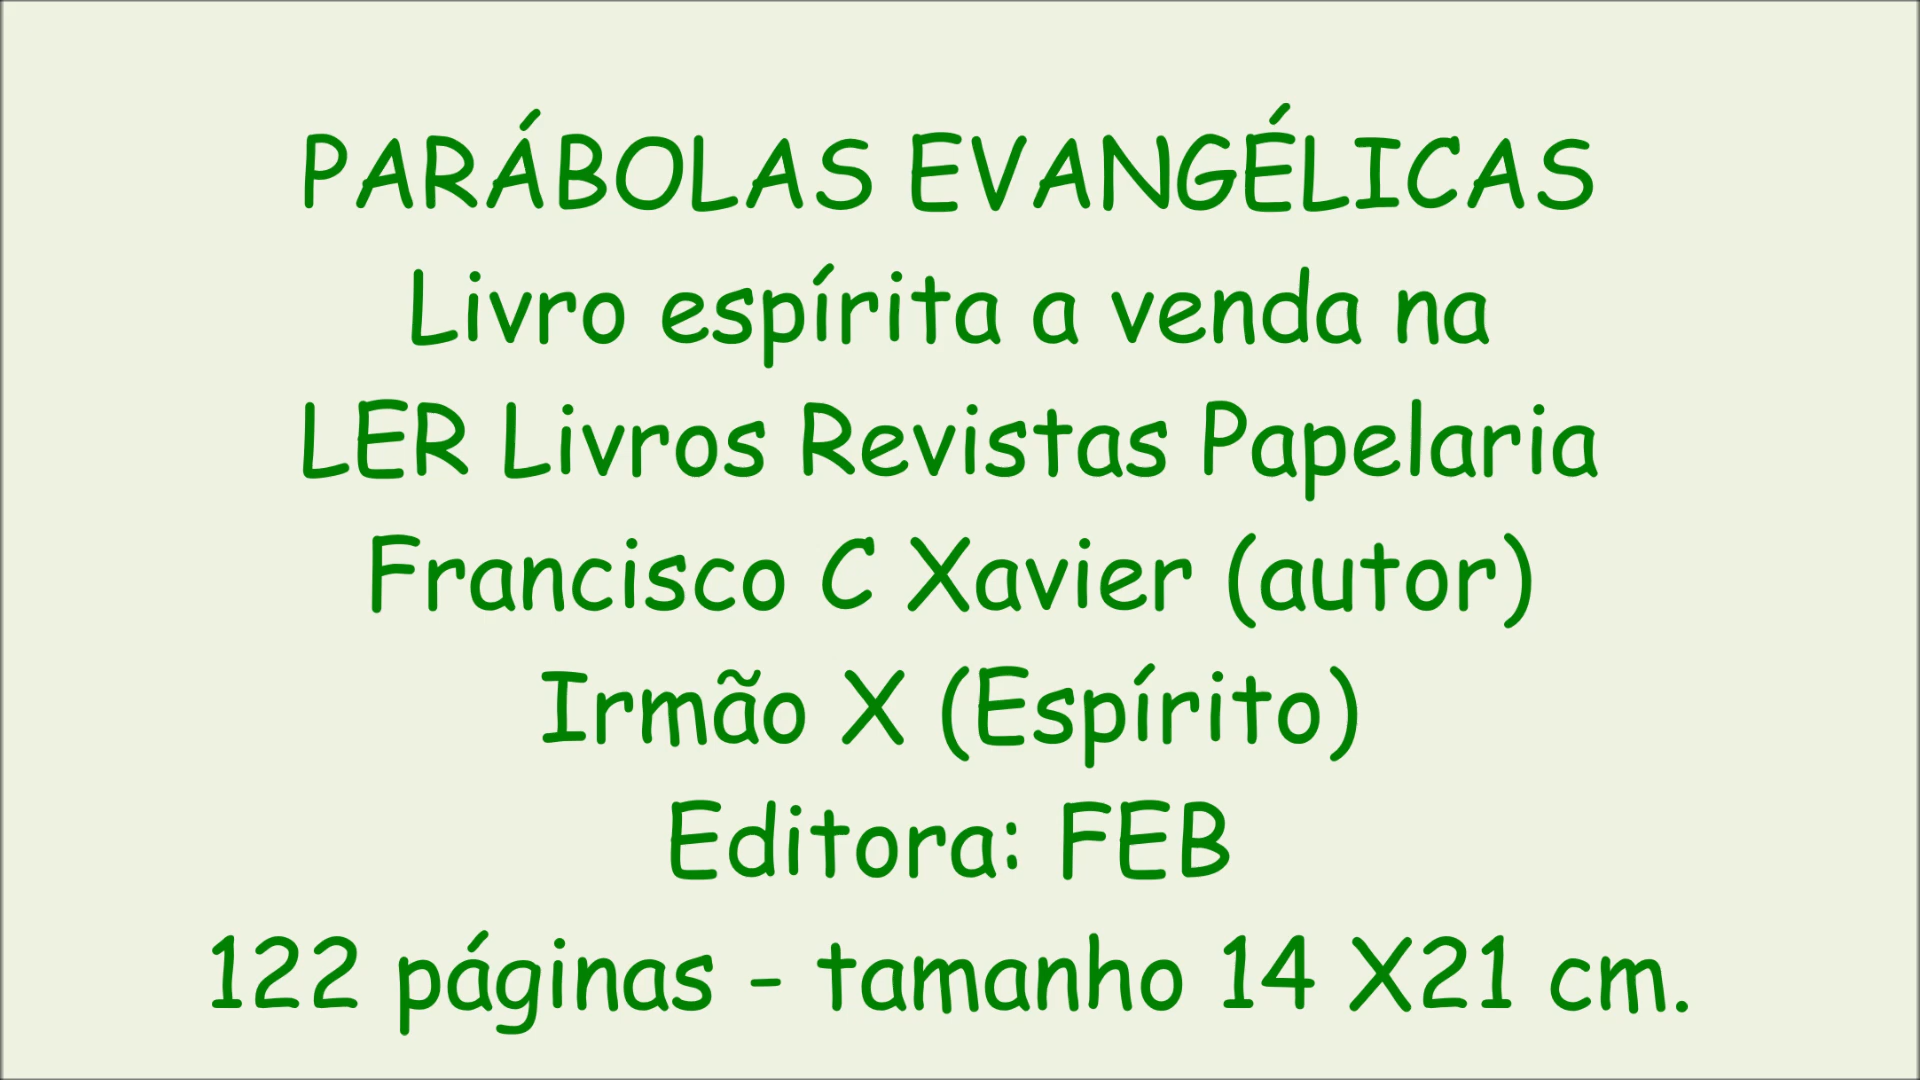 PARÁBOLAS EVANGÉLICAS
Livro espírita a venda na
LER Livros Revistas Papelaria
Francisco C Xavier (autor)
Irmão X (Espírito)
Editora: FEB
122 páginas - tamanho 14 X21 cm.